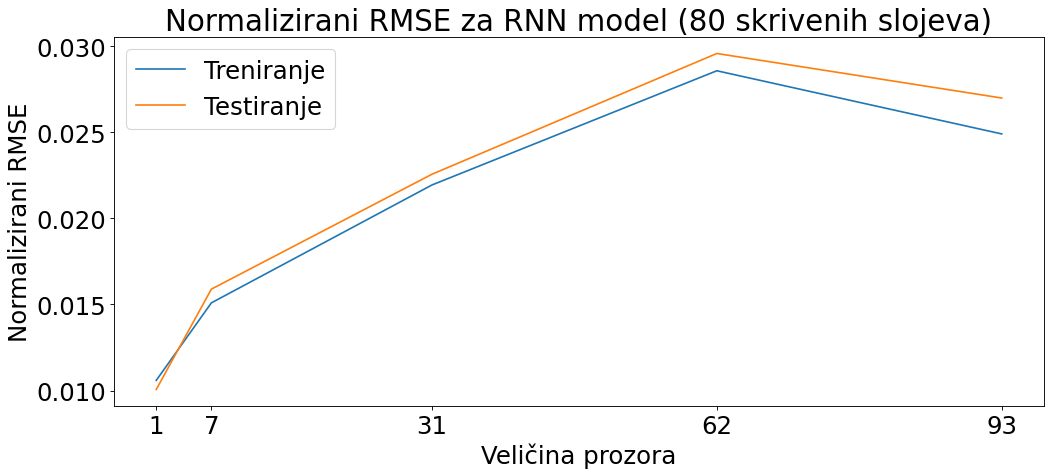 Normalizirani RMSE za RNN model (80 skrivenih slojeva)
Treniranje
Testiranje
Normalizirani RMSE
0.030
0.025
0.020
0.015
0.010
1 7 31 62 93
Veličina prozora